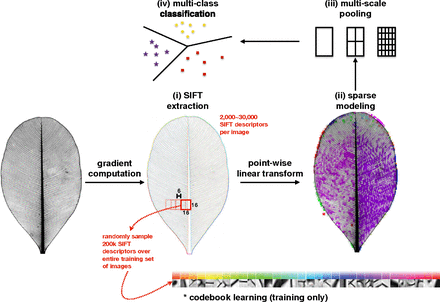 (iv) multi-class
classification
(iii) multi-scale
pooling
(i) SIFT
extraction
2,000–30,000
SIFT descriptors
per image
(ii) sparse
modeling
gradient
computation
point-wise
linear transform
6
16
16
randomly sample
200k SIFT
descriptors over
entire training set
of images
* codebook learning (training only)